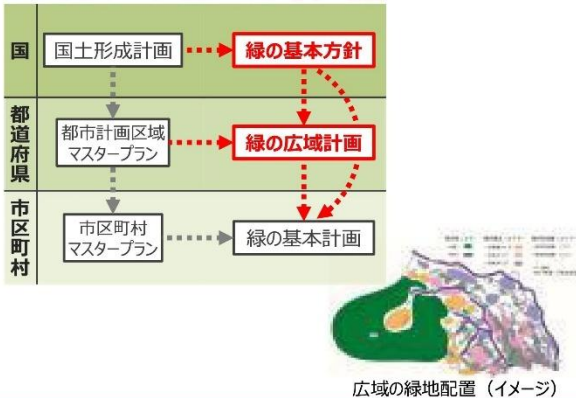 国
国土形成計画
緑の基本方針
都道府県
都市計画区域
マスタープラン
緑の広域計画
市区町村
市区町村
マスタープラン
緑の基本計画
広域の緑地配置（イメージ）